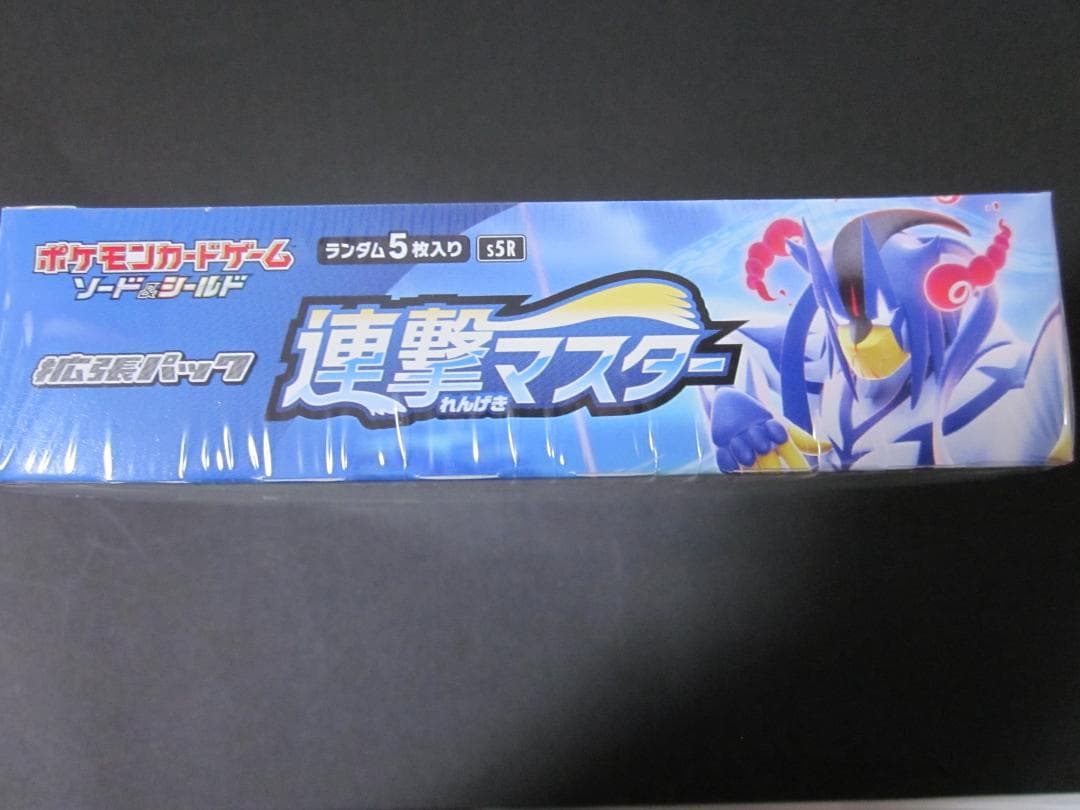 ポケモンカードゲーム
ソード&シールド
ランダム5枚入り s5R
拡張パック
連撃マスター
れんげき